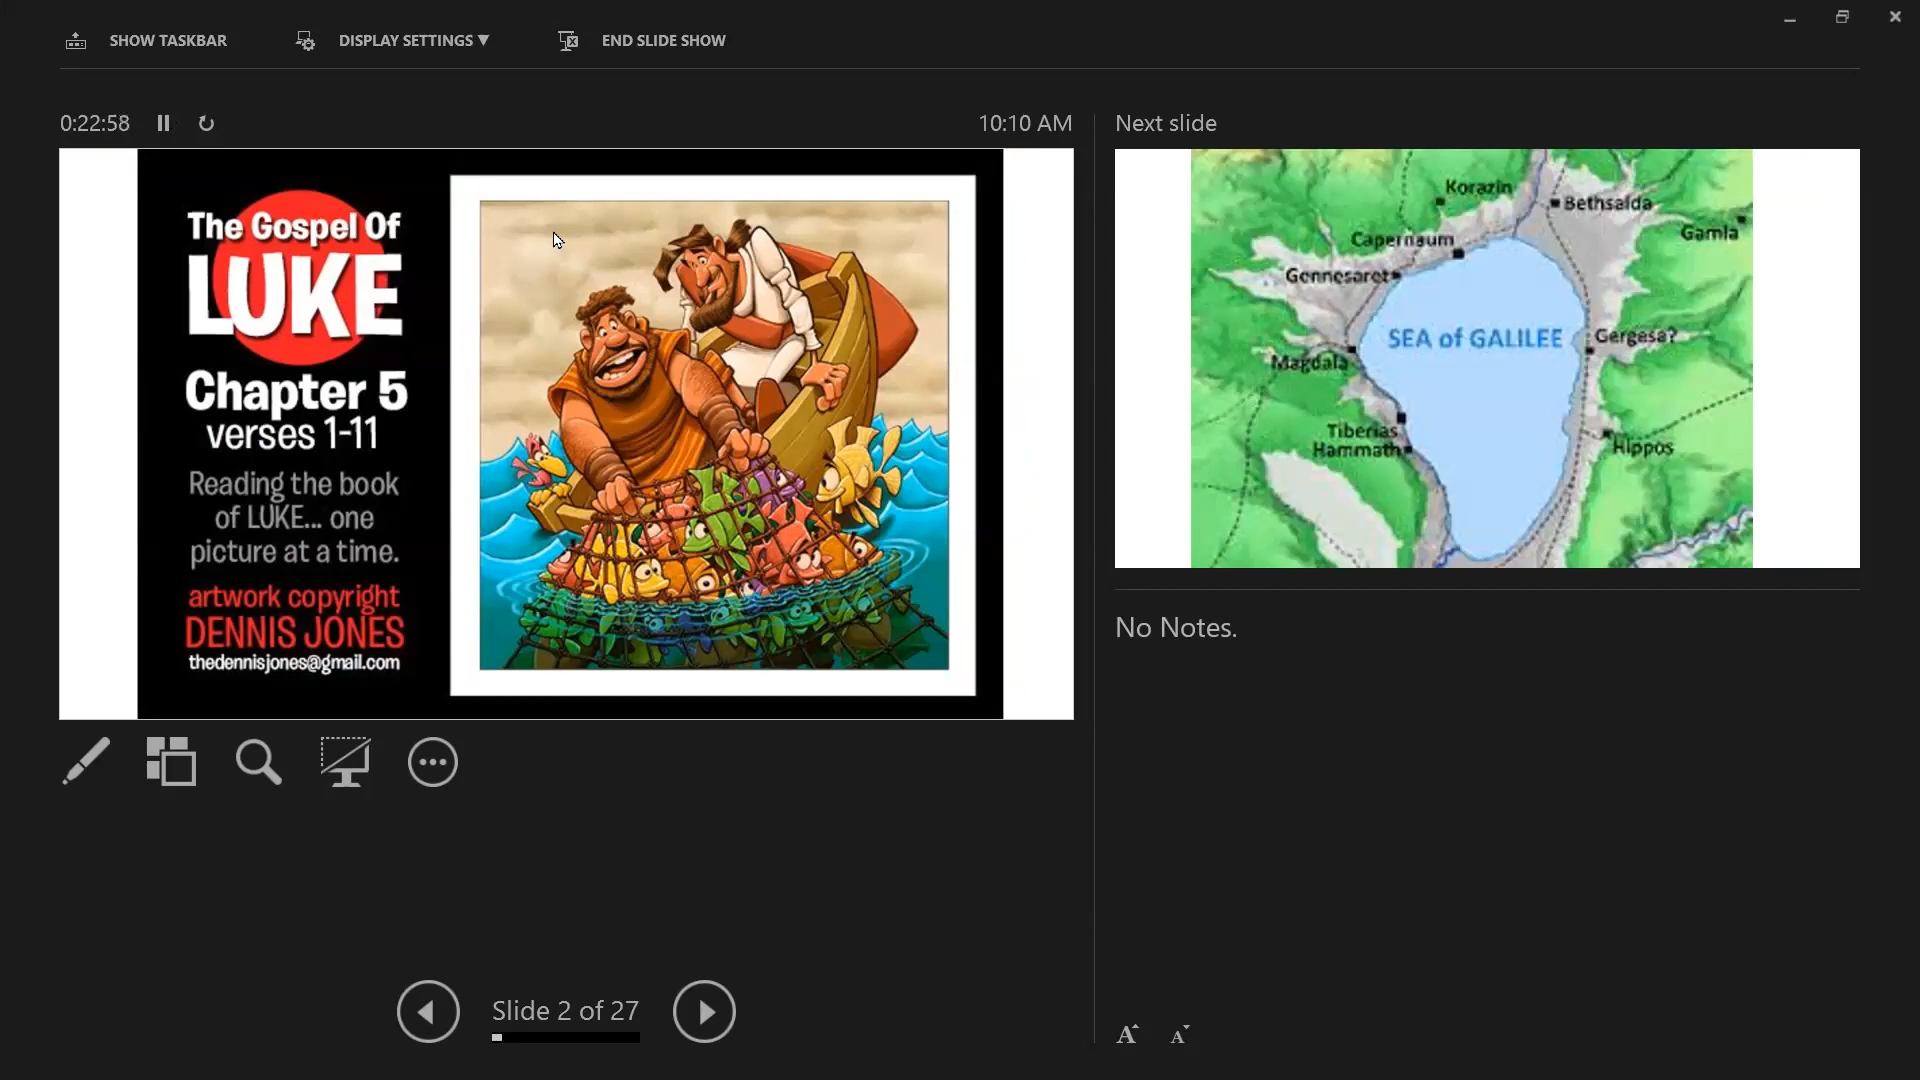 SHOW TASKBAR
DISPLAY SETTINGS ▼
END SLIDE SHOW
0:22:58
10:10 AM
The Gospel Of
LUKE
Chapter 5
verses 1-11
Reading the book
of LUKE... one
picture at a time.
artwork copyright
DENNIS JONES
thedennisjones@gmail.com
Next slide
Korazin
Bethsaida
Gamla
Capernaum
Gennesaret
SEA of GALILEE
Gergesa?
Magdala
Tiberias
Hammath
Hippos
No Notes.
Slide 2 of 27
A
A